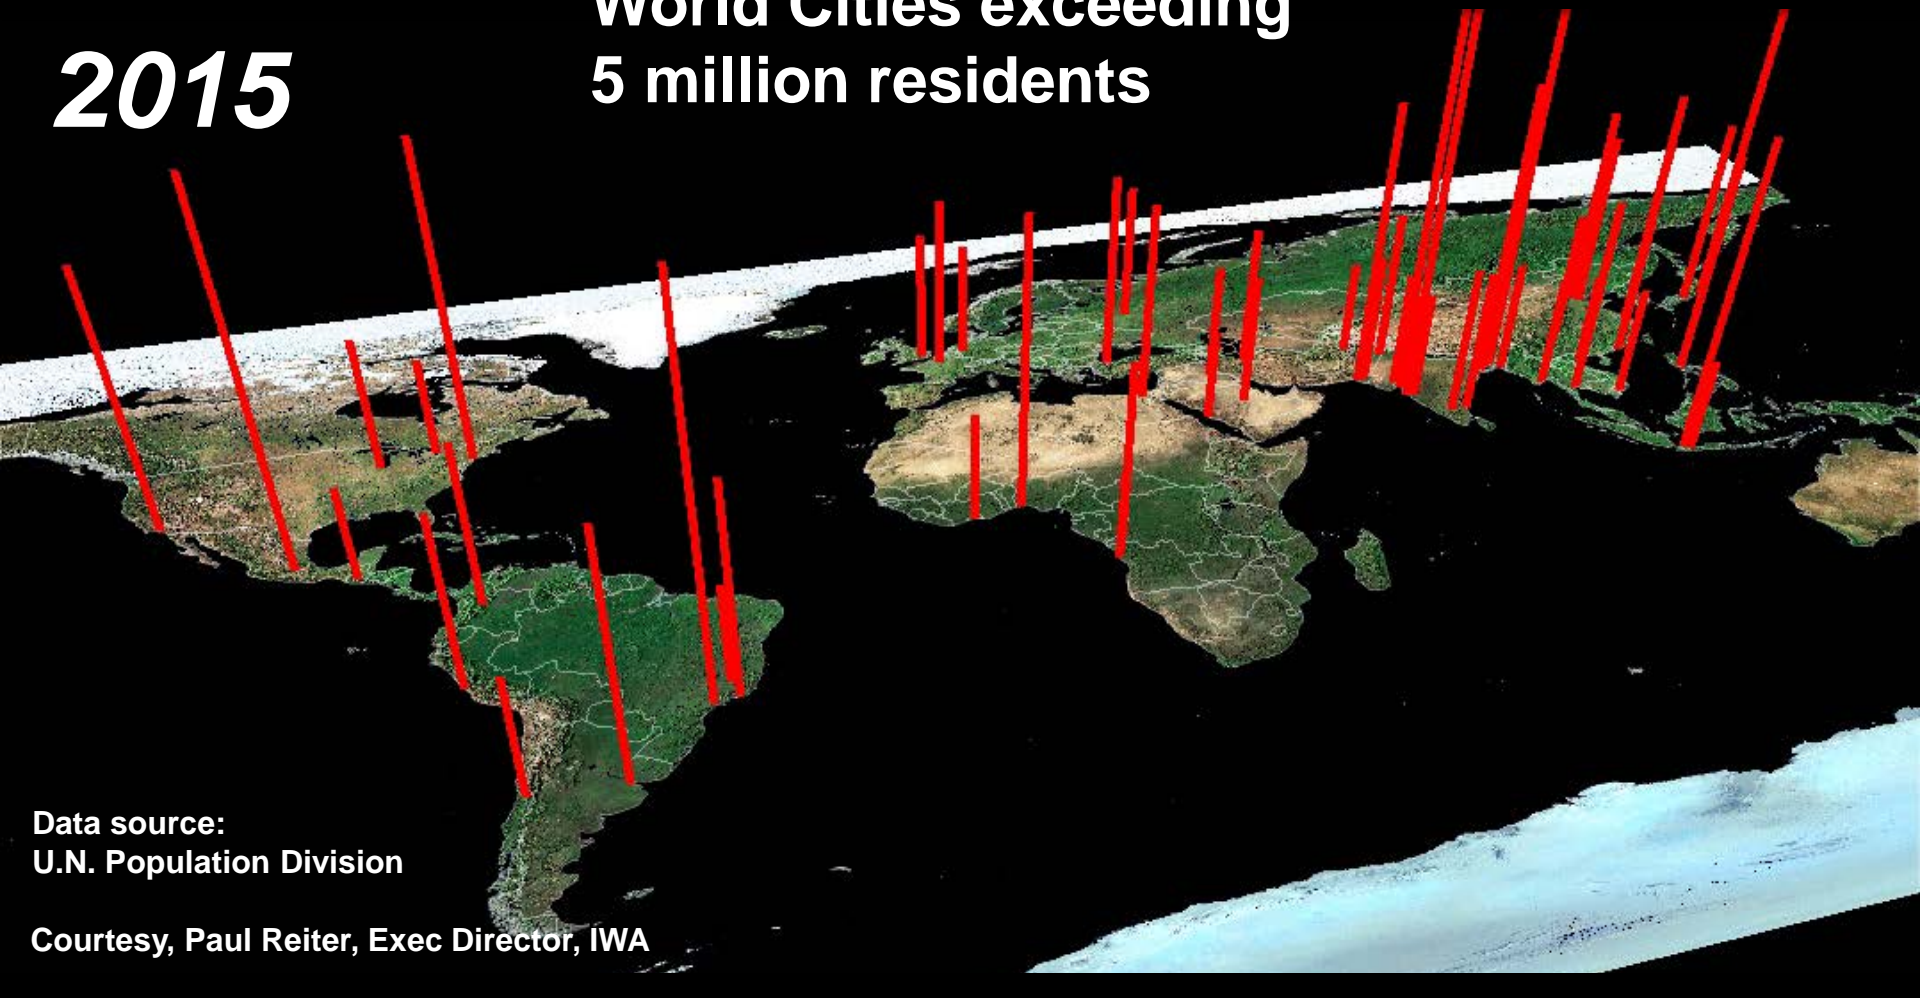 World Cities exceeding
5 million residents
2015
Data source:
U.N. Population Division
Courtesy, Paul Reiter, Exec Director, IWA